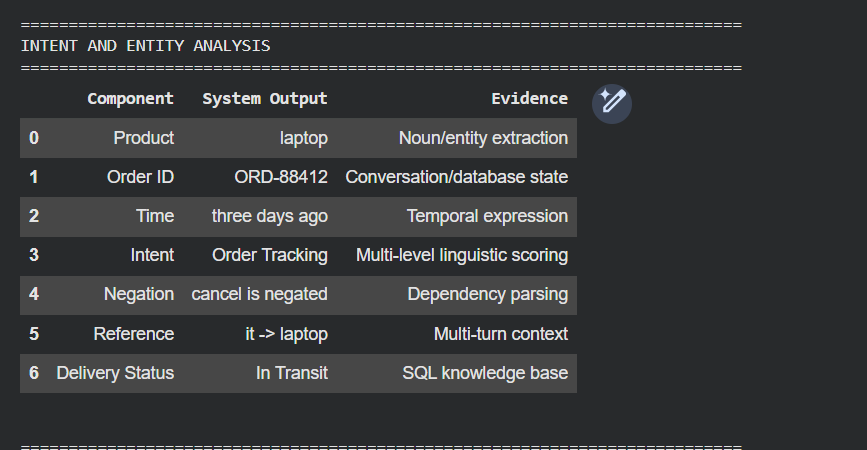 ======================================================================
INTENT AND ENTITY ANALYSIS
======================================================================
Component System Output Evidence
0 Product laptop Noun/entity extraction
1 Order ID ORD-88412 Conversation/database state
2 Time three days ago Temporal expression
3 Intent Order Tracking Multi-level linguistic scoring
4 Negation cancel is negated Dependency parsing
5 Reference it -> laptop Multi-turn context
6 Delivery Status In Transit SQL knowledge base
======================================================================